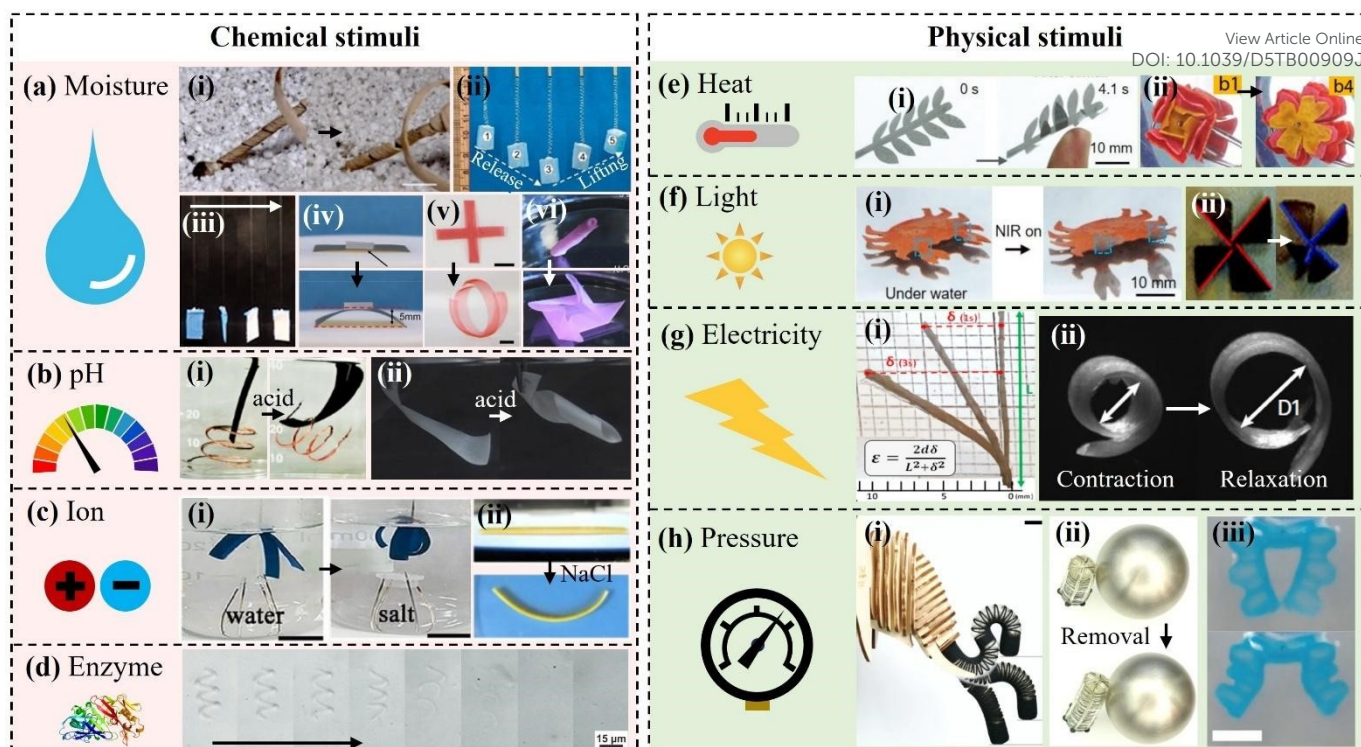 Chemical stimuli
(a) Moisture
(i)
(ii)
1
2
3
4
5
Release
Lifting
(iii)
(iv)
5mm
(v)
(vi)
(b) pH
(i)
acid
(ii)
acid
(c) Ion
(i)
water
salt
(ii)
NaCl
(d) Enzyme
15 μm
Physical stimuli
View Article Online
DOI: 10.1039/D5TB00909J
(e) Heat
(i)
0 s
4.1 s
10 mm
(ii)
b1
b4
(f) Light
(i)
NIR on
Under water
10 mm
(ii)
(g) Electricity
(i)
δ (1s)
δ (3s)
L
ε = 2dδ / L²+δ²
10 5 0 (mm)
(ii)
D1
Contraction
Relaxation
(h) Pressure
(i)
(ii)
Removal
(iii)